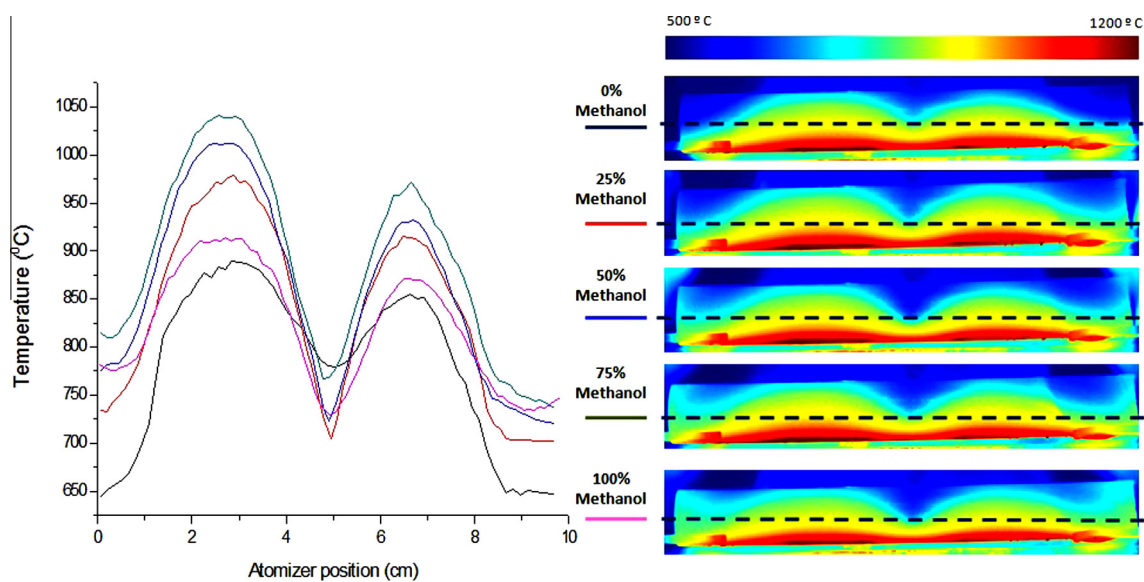 1050
1000
950
900
850
800
750
700
650
Temperature (⁰C)
0
2
4
6
8
10
Atomizer position (cm)
500 º C
1200 º C
0%
Methanol
25%
Methanol
50%
Methanol
75%
Methanol
100%
Methanol